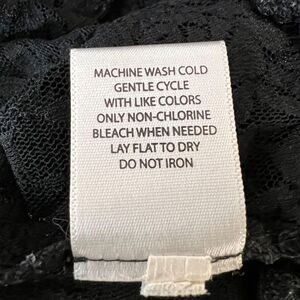 MACHINE WASH COLD
GENTLE CYCLE
WITH LIKE COLORS
ONLY NON-CHLORINE
BLEACH WHEN NEEDED
LAY FLAT TO DRY
DO NOT IRON